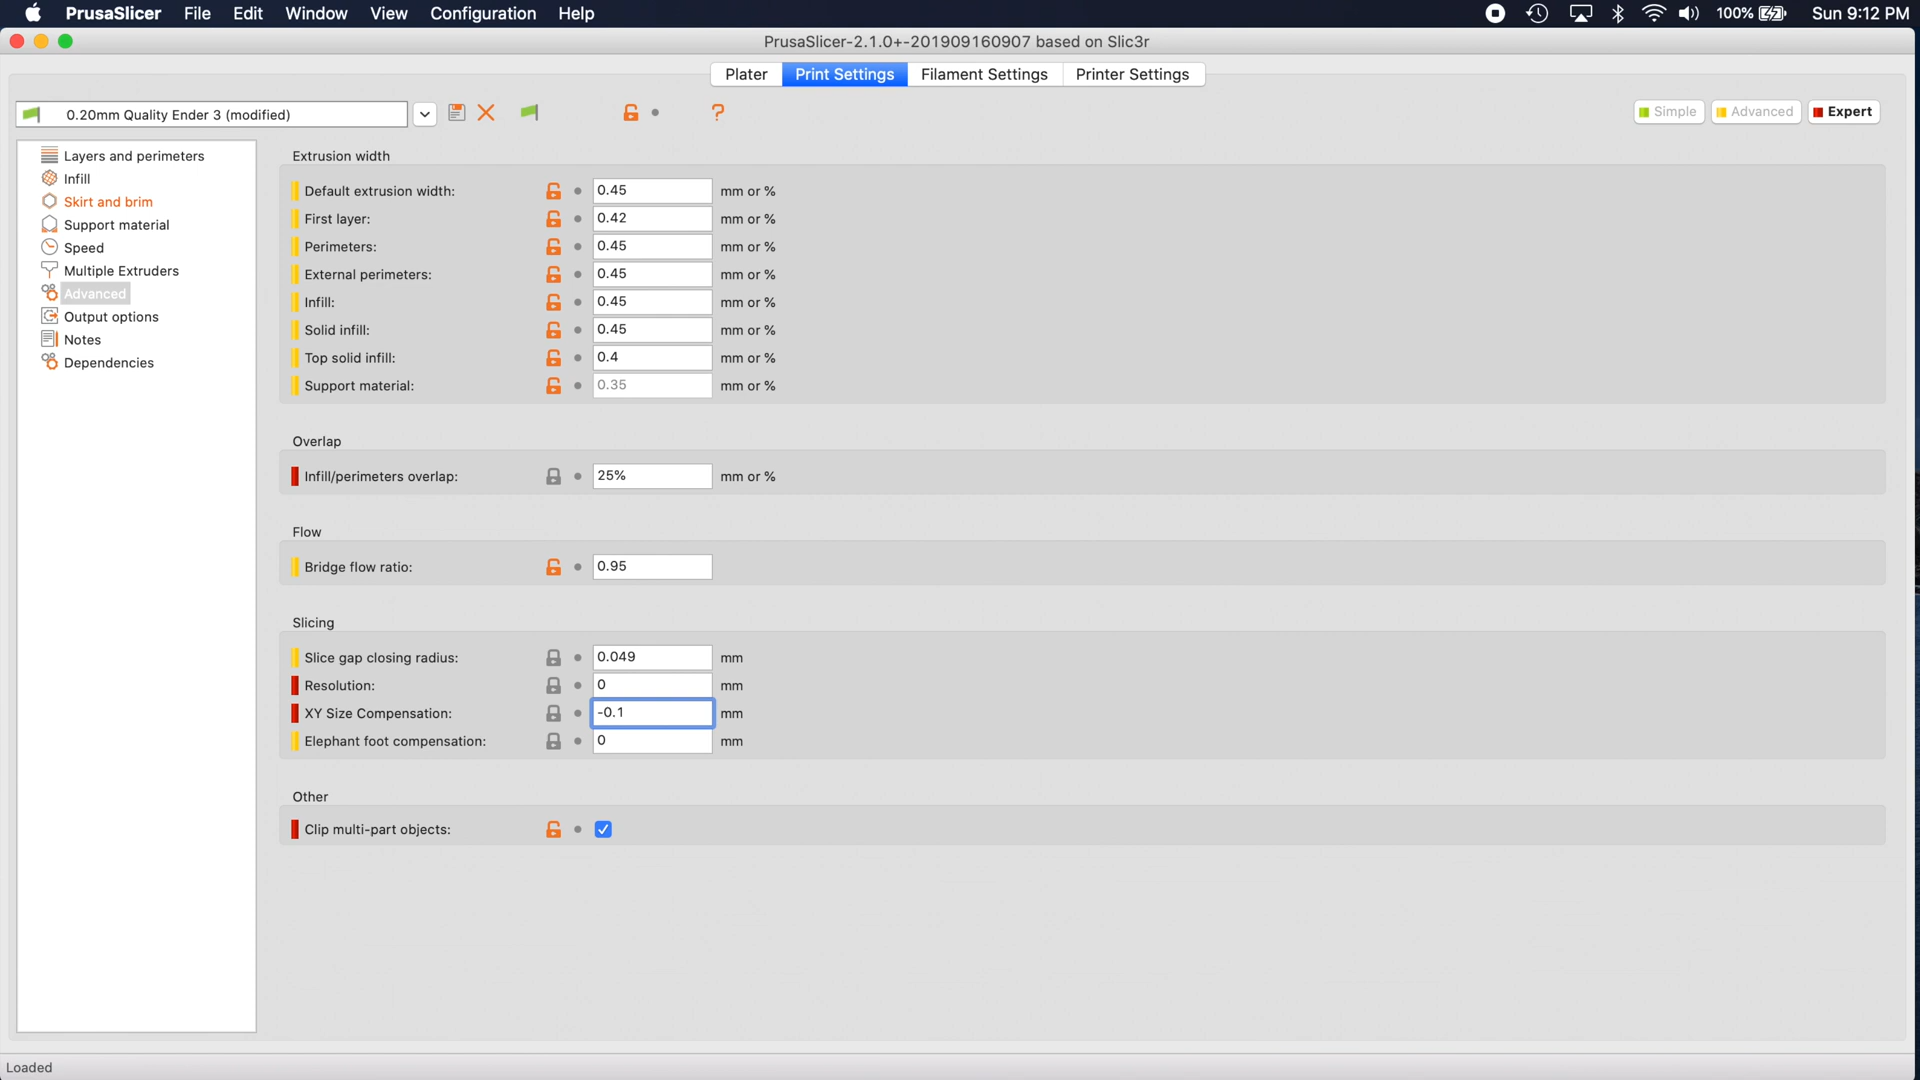 PrusaSlicer File Edit Window View Configuration Help 100% Sun 9:12 PM
PrusaSlicer-2.1.0+-201909160907 based on Slic3r
Plater Print Settings Filament Settings Printer Settings
0.20mm Quality Ender 3 (modified) ? Simple Advanced Expert
Layers and perimeters
Infill
Skirt and brim
Support material
Speed
Multiple Extruders
Advanced
Output options
Notes
Dependencies
Extrusion width
Default extrusion width: 0.45 mm or %
First layer: 0.42 mm or %
Perimeters: 0.45 mm or %
External perimeters: 0.45 mm or %
Infill: 0.45 mm or %
Solid infill: 0.45 mm or %
Top solid infill: 0.4 mm or %
Support material: 0.35 mm or %
Overlap
Infill/perimeters overlap: 25% mm or %
Flow
Bridge flow ratio: 0.95
Slicing
Slice gap closing radius: 0.049 mm
Resolution: 0 mm
XY Size Compensation: -0.1 mm
Elephant foot compensation: 0 mm
Other
Clip multi-part objects:
Loaded